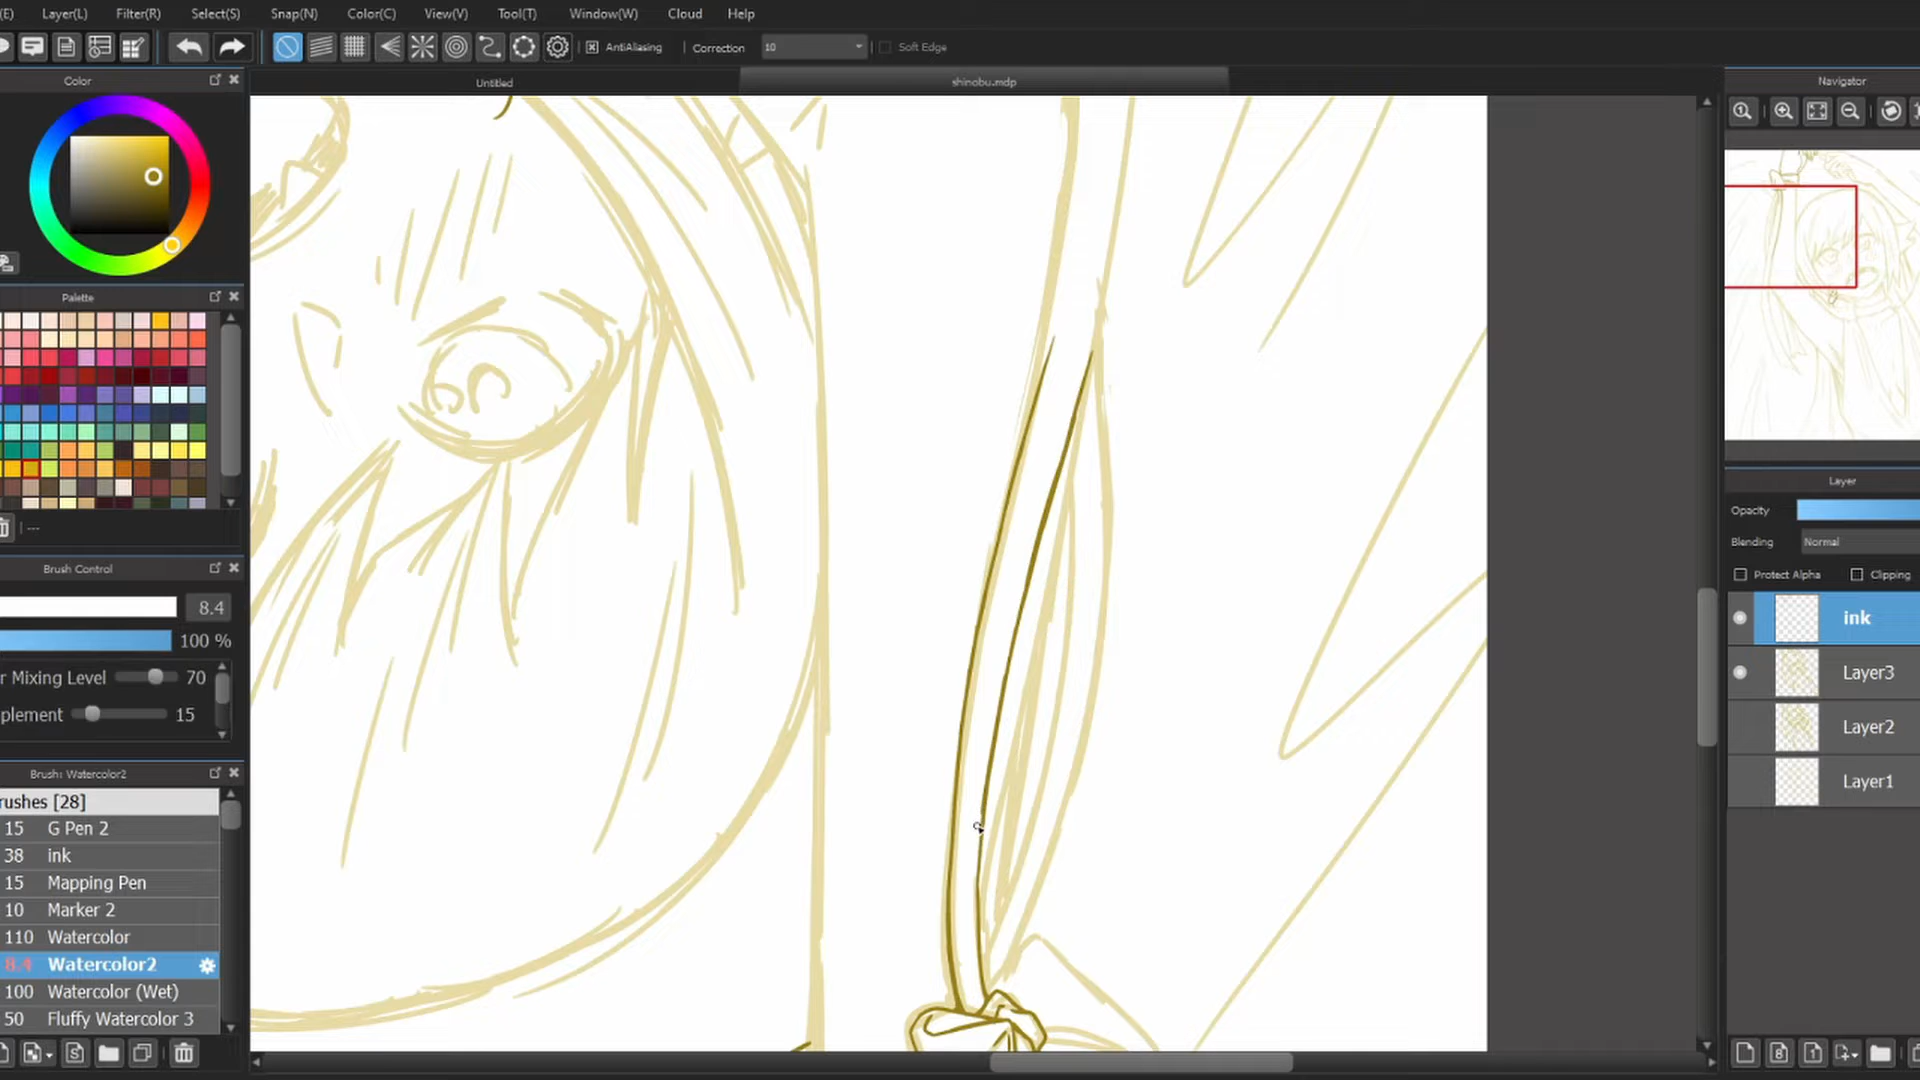 (E) Layer(L) Filter(R) Select(S) Snap(N) Color(C) View(V) Tool(T) Window(W) Cloud Help
AntiAliasing Correction 10 Soft Edge
Color
Untitled
shinobu.mdp
Navigator
Palette
---
Brush Control
8.4
100 %
r Mixing Level 70
plement 15
Brush: Watercolor2
rushes [28]
15 G Pen 2
38 ink
15 Mapping Pen
10 Marker 2
110 Watercolor
8.4 Watercolor2
100 Watercolor (Wet)
50 Fluffy Watercolor 3
Layer
Opacity
Blending Normal
Protect Alpha Clipping
ink
Layer3
Layer2
Layer1